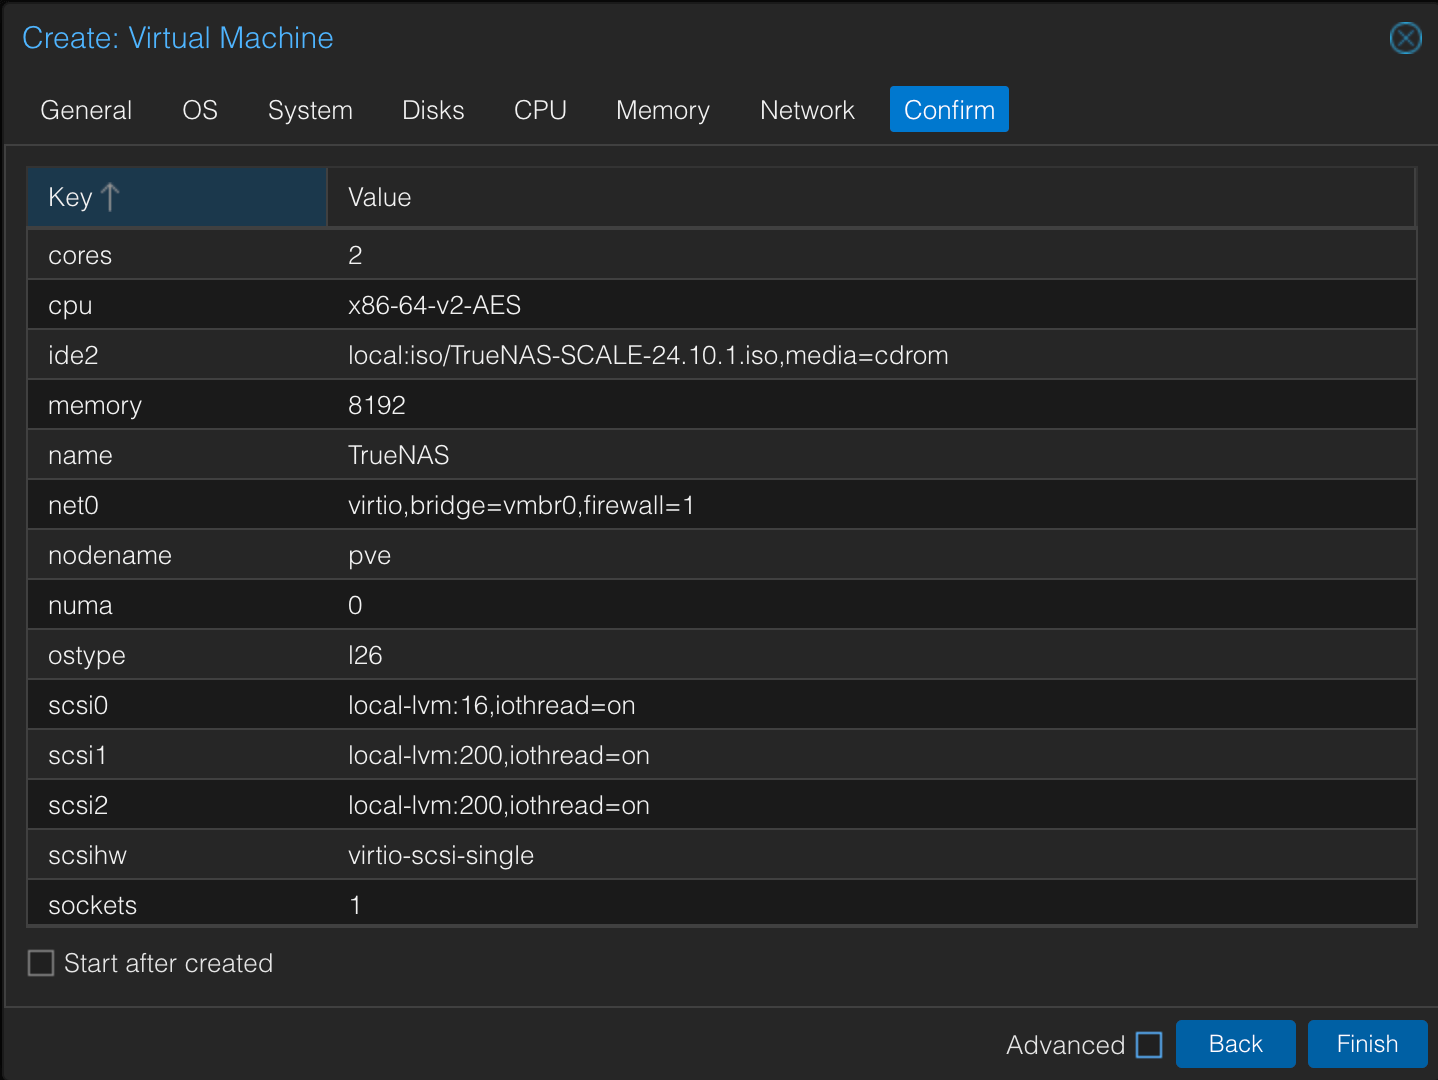 Create: Virtual Machine
General OS System Disks CPU Memory Network Confirm
Key Value
cores 2
cpu x86-64-v2-AES
ide2 local:iso/TrueNAS-SCALE-24.10.1.iso,media=cdrom
memory 8192
name TrueNAS
net0 virtio,bridge=vmbr0,firewall=1
nodename pve
numa 0
ostype l26
scsi0 local-lvm:16,iothread=on
scsi1 local-lvm:200,iothread=on
scsi2 local-lvm:200,iothread=on
scsihw virtio-scsi-single
sockets 1
Start after created
Advanced Back Finish